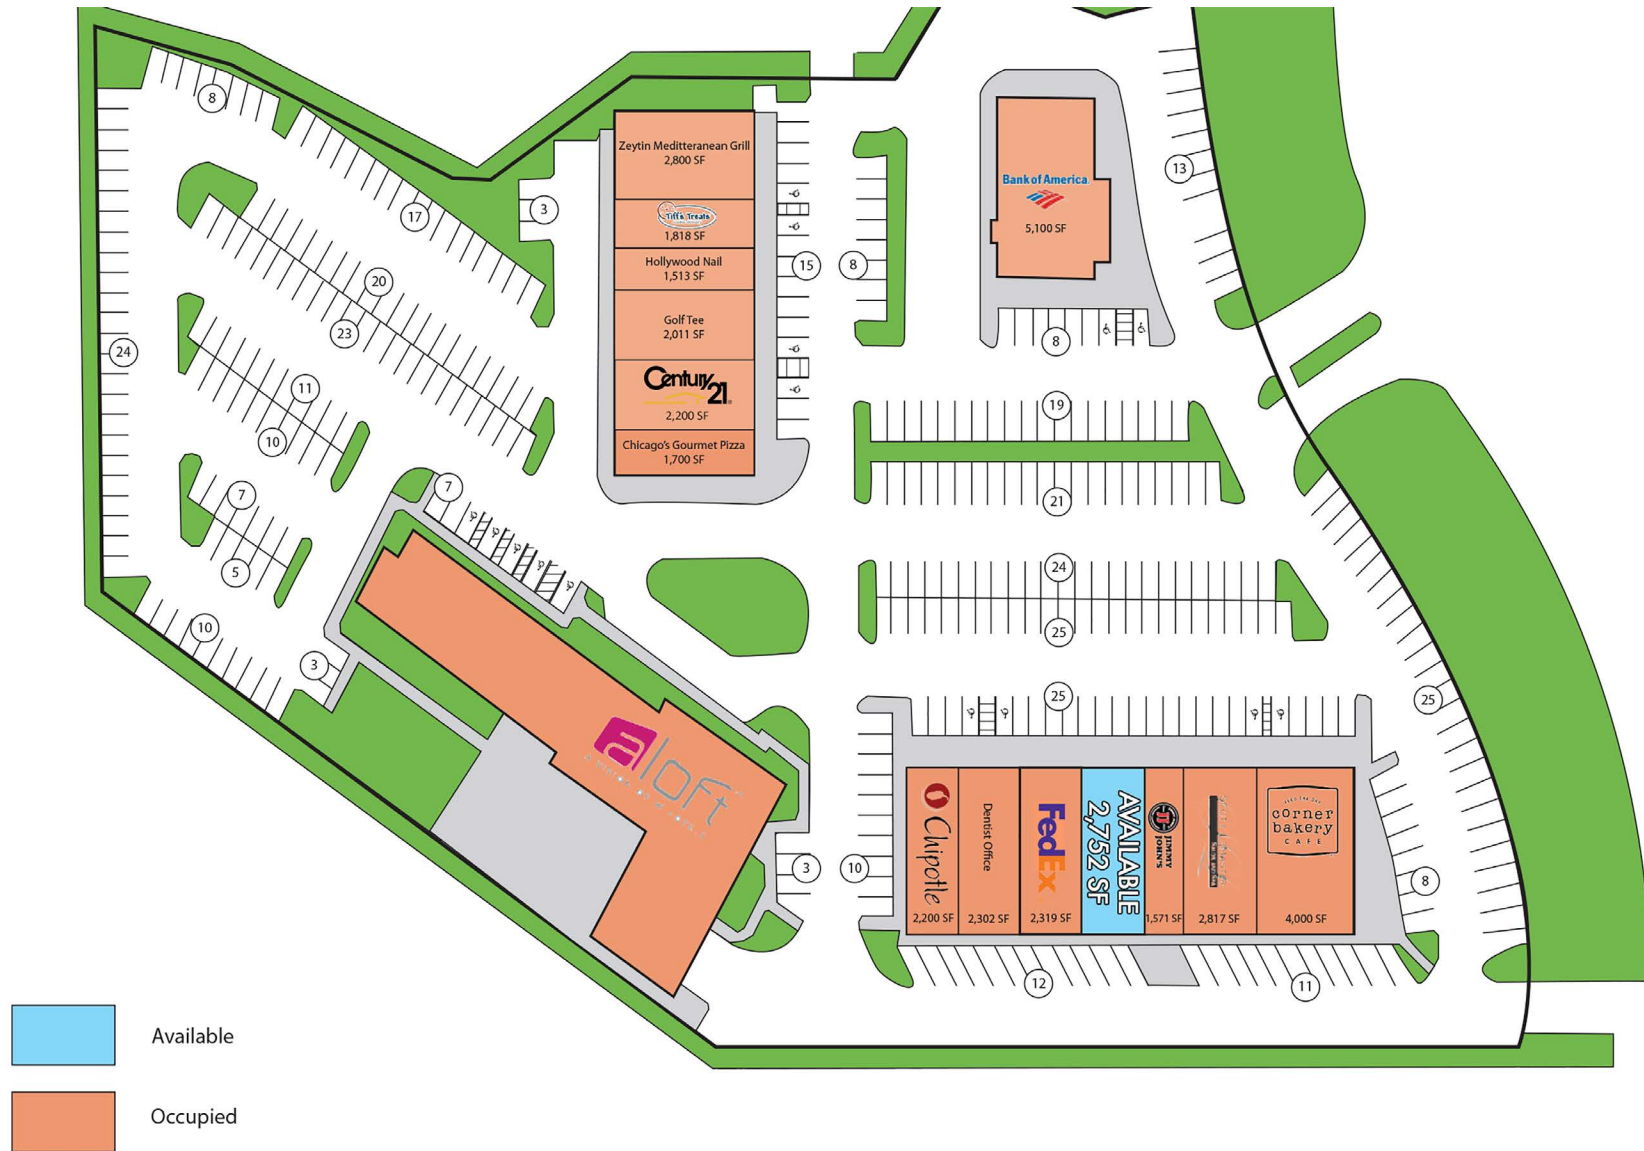 8
13
Zeytin Meditteranean Grill
2,800 SF
Bank of America
17
3
Tiff's Treats
1,818 SF
5,100 SF
Hollywood Nail
1,513 SF
15
8
20
Golf Tee
2,011 SF
23
8
24
Century 21
2,200 SF
11
19
10
Chicago's Gourmet Pizza
1,700 SF
7
7
21
5
24
10
25
3
25
25
aloft
Chipotle
2,200 SF
Dentist Office
2,302 SF
FedEx
2,319 SF
AVAILABLE
2,752 SF
JIMMY
JOHN'S
1,571 SF
2,817 SF
corner
bakery
CAFE
4,000 SF
3
10
8
12
11
Available
Occupied